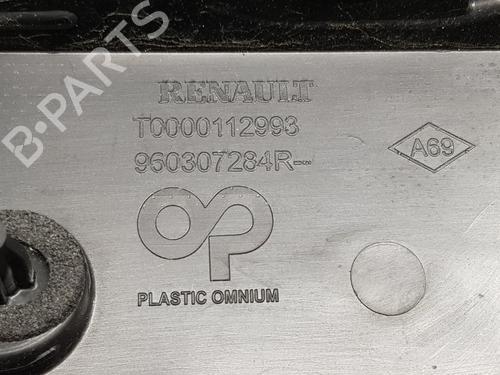 B-PARTS
RENAULT
T0000112993
960307284R--
A69
PLASTIC OMNIUM